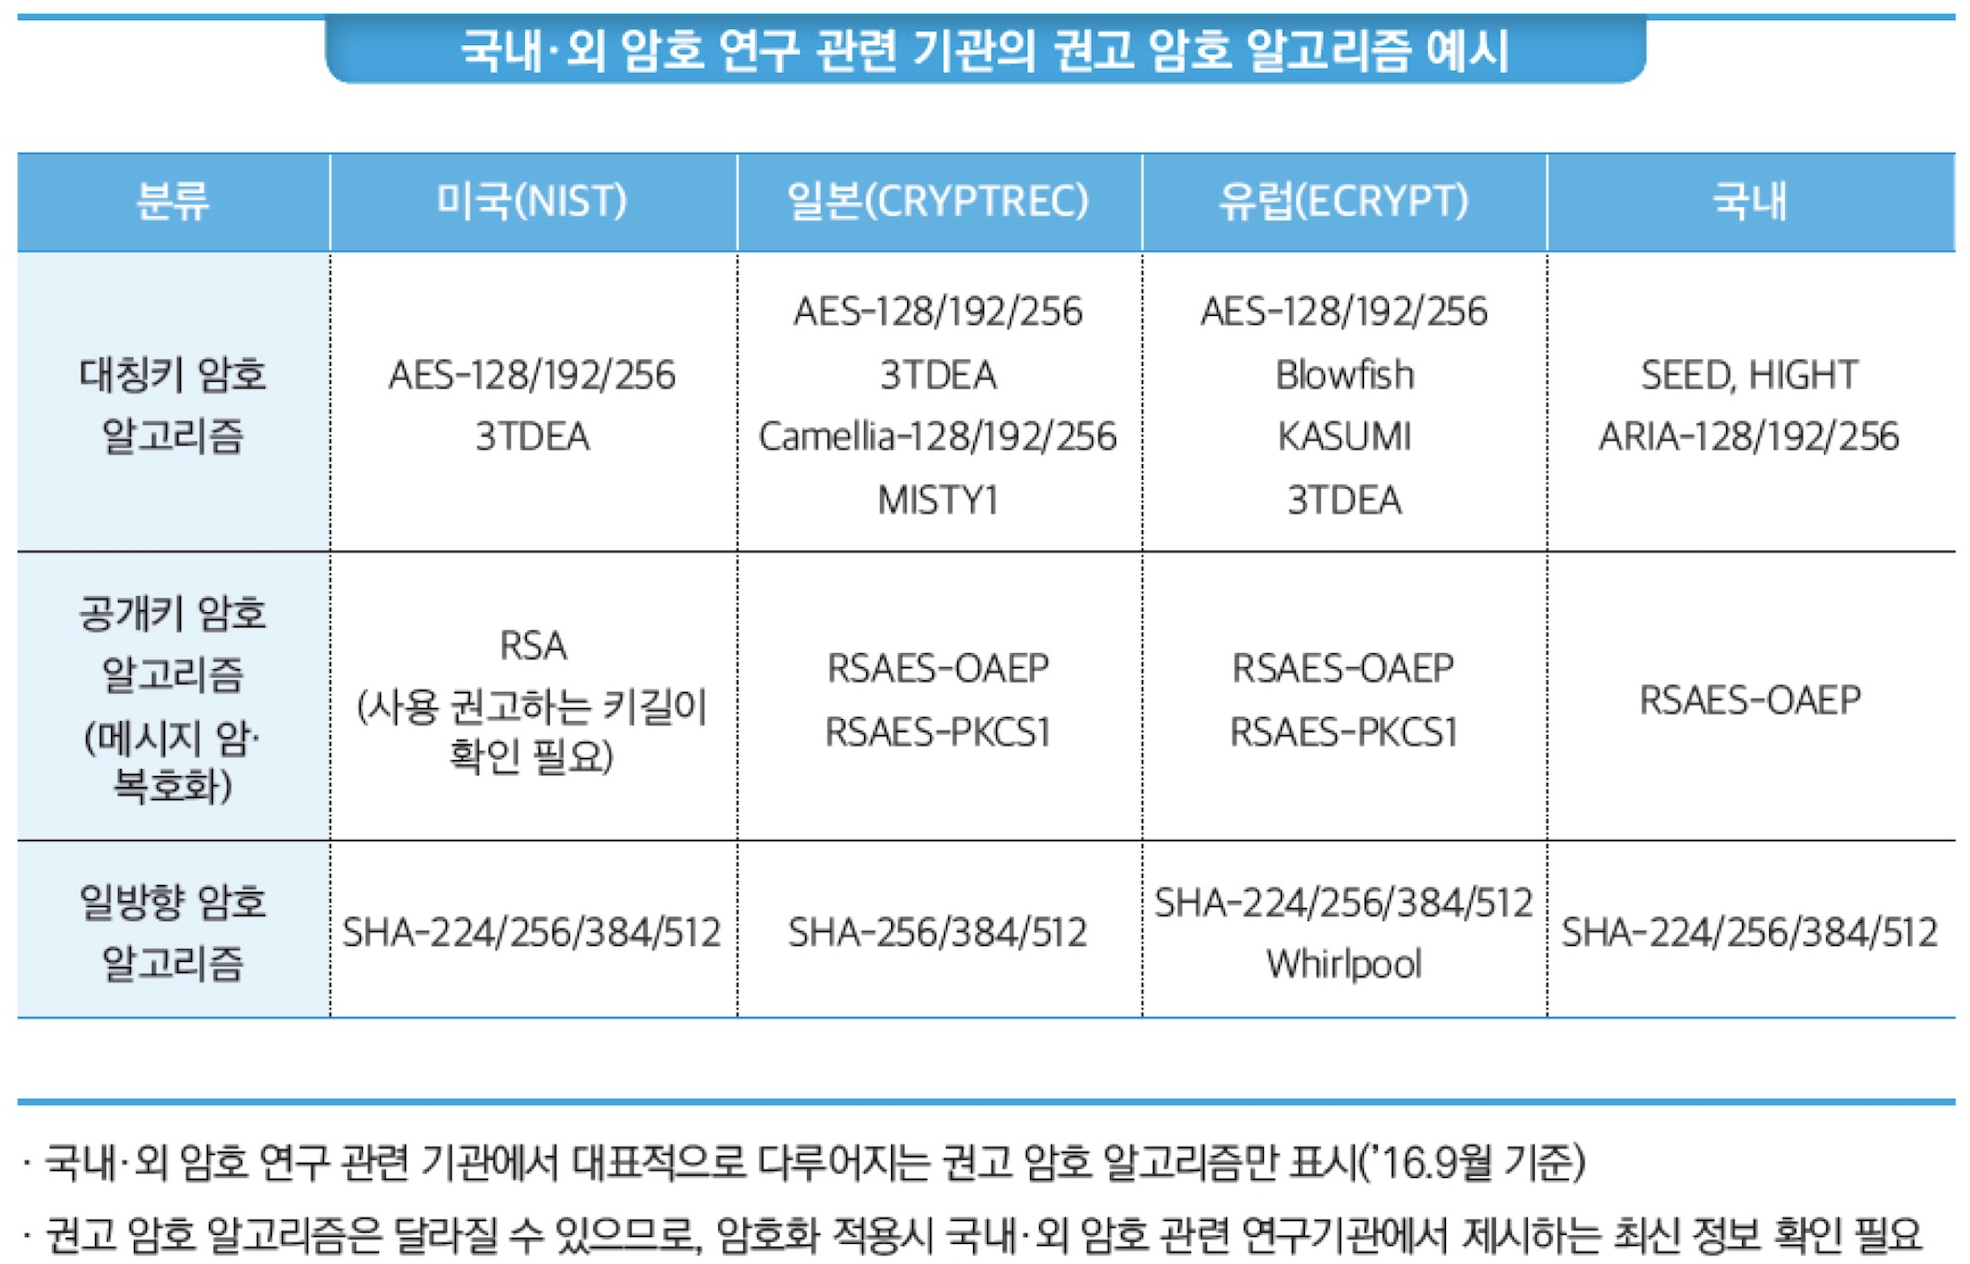 국내·외 암호 연구 관련 기관의 권고 암호 알고리즘 예시
분류 미국(NIST) 일본(CRYPTREC) 유럽(ECRYPT) 국내
대칭키 암호
알고리즘
AES-128/192/256
3TDEA
AES-128/192/256
3TDEA
Camellia-128/192/256
MISTY1
AES-128/192/256
Blowfish
KASUMI
3TDEA
SEED, HIGHT
ARIA-128/192/256
공개키 암호
알고리즘
(메시지 암·
복호화)
RSA
(사용 권고하는 키길이
확인 필요)
RSAES-OAEP
RSAES-PKCS1
RSAES-OAEP
RSAES-PKCS1
RSAES-OAEP
일방향 암호
알고리즘
SHA-224/256/384/512
SHA-256/384/512
SHA-224/256/384/512
Whirlpool
SHA-224/256/384/512
· 국내·외 암호 연구 관련 기관에서 대표적으로 다루어지는 권고 암호 알고리즘만 표시(’16.9월 기준)
· 권고 암호 알고리즘은 달라질 수 있으므로, 암호화 적용시 국내·외 암호 관련 연구기관에서 제시하는 최신 정보 확인 필요